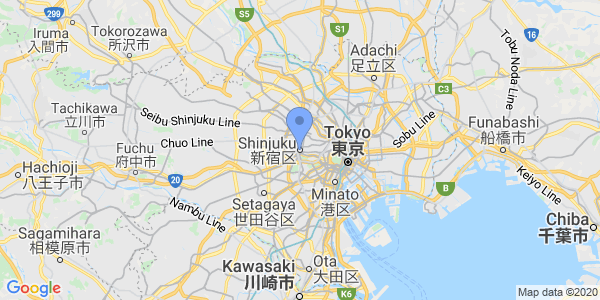 299
Iruma
入間市
Tokorozawa
所沢市
17
S5
S1
Adachi
足立区
6
Tobu Noda Line
16
Tachikawa
立川市
Seibu Shinjuku Line
Chuo Line
C3
Sobu Line
Funabashi
船橋市
Shinjuku
新宿区
Tokyo
東京
Fuchu
府中市
Hachioji
八王子市
20
Minato
港区
B
Keiyo Line
Setagaya
世田谷区
Nambu Line
Sagamihara
相模原市
Chiba
千葉市
Ota
大田区
Kawasaki
川崎市
K6
Google
Map data ©2020